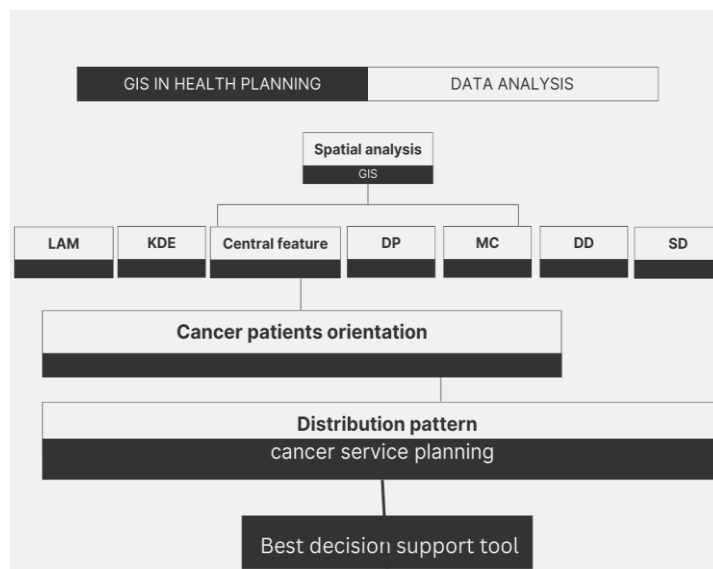 GIS IN HEALTH PLANNING DATA ANALYSIS
Spatial analysis
GIS
LAM KDE Central feature DP MC DD SD
Cancer patients orientation
Distribution pattern
cancer service planning
Best decision support tool